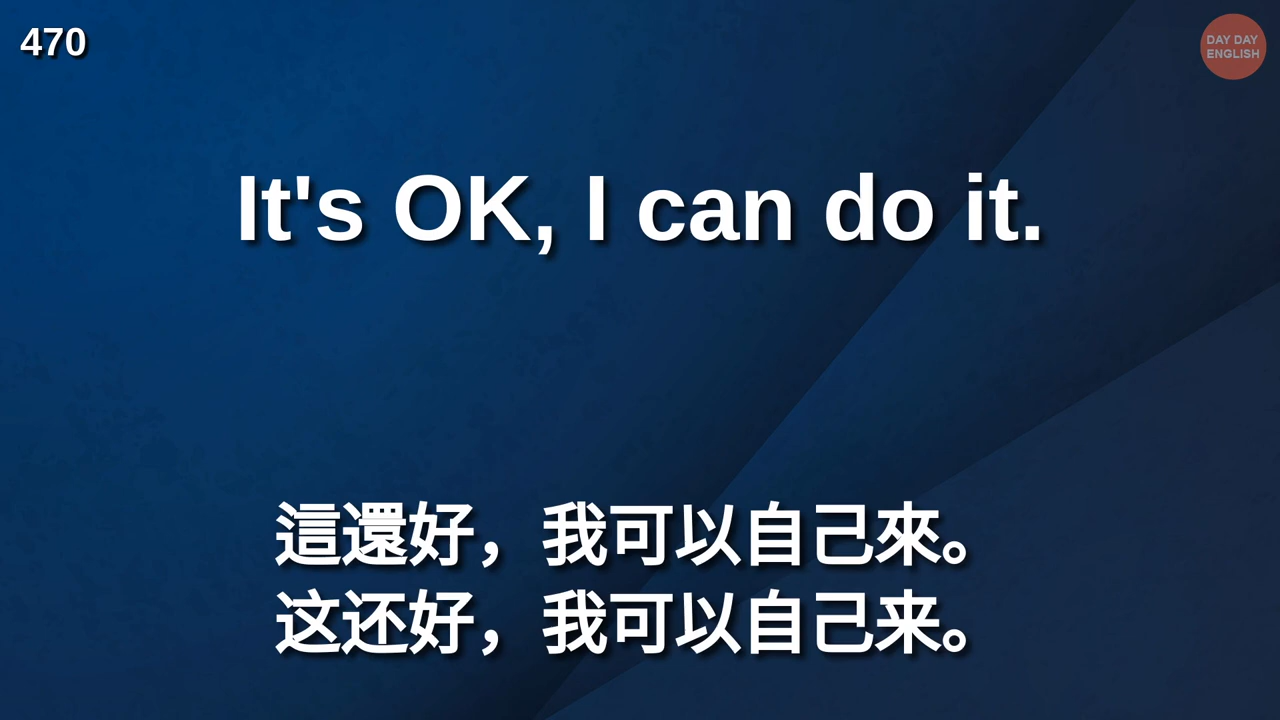 470
DAY DAY
ENGLISH
It's OK, I can do it.
這還好，我可以自己來。
这还好，我可以自己来。